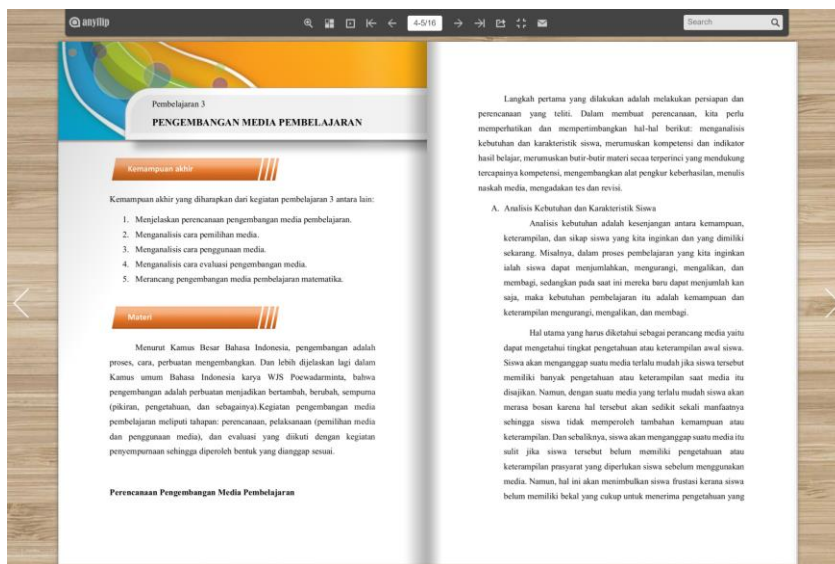 anyflip
4-5/16
Search
Pembelajaran 3
PENGEMBANGAN MEDIA PEMBELAJARAN
Kemampuan akhir
Kemampuan akhir yang diharapkan dari kegiatan pembelajaran 3 antara lain:
1. Menjelaskan perencanaan pengembangan media pembelajaran.
2. Menganalisis cara pemilihan media.
3. Menganalisis cara penggunaan media.
4. Menganalisis cara evaluasi pengembangan media.
5. Merancang pengembangan media pembelajaran matematika.
Materi
Menurut Kamus Besar Bahasa Indonesia, pengembangan adalah
proses, cara, perbuatan mengembangkan. Dan lebih dijelaskan lagi dalam
Kamus umum Bahasa Indonesia karya WJS Poewadarminta, bahwa
pengembangan adalah perbuatan menjadikan bertambah, berubah, sempurna
(pikiran, pengetahuan, dan sebagainya).Kegiatan pengembangan media
pembelajaran meliputi tahapan: perencanaan, pelaksanaan (pemilihan media
dan penggunaan media), dan evaluasi yang diikuti dengan kegiatan
penyempurnaan sehingga diperoleh bentuk yang dianggap sesuai.
Perencanaan Pengembangan Media Pembelajaran
Langkah pertama yang dilakukan adalah melakukan persiapan dan
perencanaan yang teliti. Dalam membuat perencanaan, kita perlu
memperhatikan dan mempertimbangkan hal-hal berikut: menganalisis
kebutuhan dan karakteristik siswa, merumuskan kompetensi dan indikator
hasil belajar, merumuskan butir-butir materi secaa terperinci yang mendukung
tercapainya kompetensi, mengembangkan alat pengkur keberhasilan, menulis
naskah media, mengadakan tes dan revisi.
A. Analisis Kebutuhan dan Karakteristik Siswa
Analisis kebutuhan adalah kesenjangan antara kemampuan,
keterampilan, dan sikap siswa yang kita inginkan dan yang dimiliki
sekarang. Misalnya, dalam proses pembelajaran yang kita inginkan
ialah siswa dapat menjumlahkan, mengurangi, mengalikan, dan
membagi, sedangkan pada saat ini mereka baru dapat menjumlah kan
saja, maka kebutuhan pembelajaran itu adalah kemampuan dan
keterampilan mengurangi, mengalikan, dan membagi.
Hal utama yang harus diketahui sebagai perancang media yaitu
dapat mengetahui tingkat pengetahuan atau keterampilan awal siswa.
Siswa akan menganggap suatu media terlalu mudah jika siswa tersebut
memiliki banyak pengetahuan atau keterampilan saat media itu
disajikan. Namun, dengan suatu media yang terlalu mudah siswa akan
merasa bosan karena hal tersebut akan sedikit sekali manfaatnya
sehingga siswa tidak memperoleh tambahan kemampuan atau
keterampilan. Dan sebaliknya, siswa akan menganggap suatu media itu
sulit jika siswa tersebut belum memiliki pengetahuan atau
keterampilan prasyarat yang diperlukan siswa sebelum menggunakan
media. Namun, hal ini akan menimbulkan siswa frustasi kerana siswa
belum memiliki bekal yang cukup untuk menerima pengetahuan yang